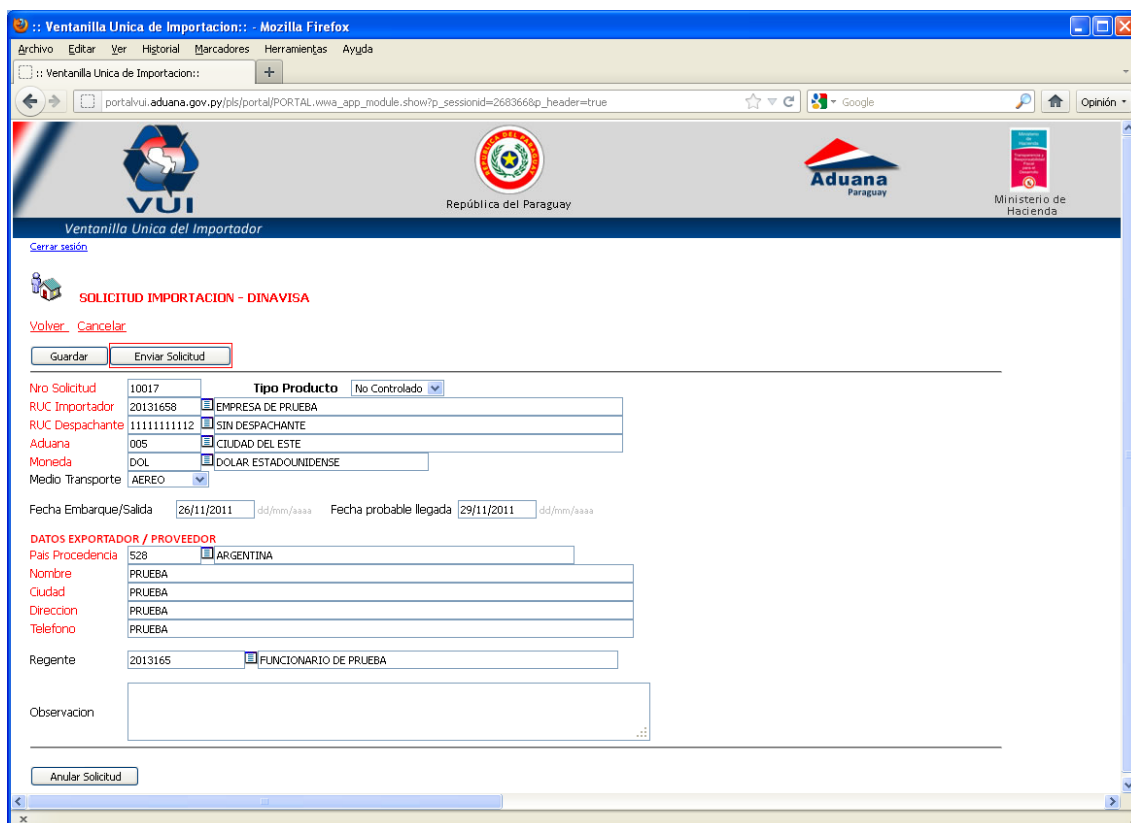 :: Ventanilla Unica de Importacion:: - Mozilla Firefox
Archivo Editar Ver Historial Marcadores Herramientas Ayuda
:: Ventanilla Unica de Importacion::
portalvui.aduana.gov.py/pls/portal/PORTAL.wwa_app_module.show?p_sessionid=268366&p_header=true Google Opinión
REPUBLICA DEL PARAGUAY
VUI
República del Paraguay
Aduana
Paraguay
Ministerio de
Hacienda
Ventanilla Unica del Importador
Cerrar sesión
SOLICITUD IMPORTACION - DINAVISA
Volver Cancelar
Guardar Enviar Solicitud
Nro Solicitud 10017 Tipo Producto No Controlado
RUC Importador 20131658 EMPRESA DE PRUEBA
RUC Despachante 11111111112 SIN DESPACHANTE
Aduana 005 CIUDAD DEL ESTE
Moneda DOL DOLAR ESTADOUNIDENSE
Medio Transporte AEREO
Fecha Embarque/Salida 26/11/2011 dd/mm/aaaa Fecha probable llegada 29/11/2011 dd/mm/aaaa
DATOS EXPORTADOR / PROVEEDOR
Pais Procedencia 528 ARGENTINA
Nombre PRUEBA
Ciudad PRUEBA
Direccion PRUEBA
Telefono PRUEBA
Regente 2013165 FUNCIONARIO DE PRUEBA
Observacion
Anular Solicitud